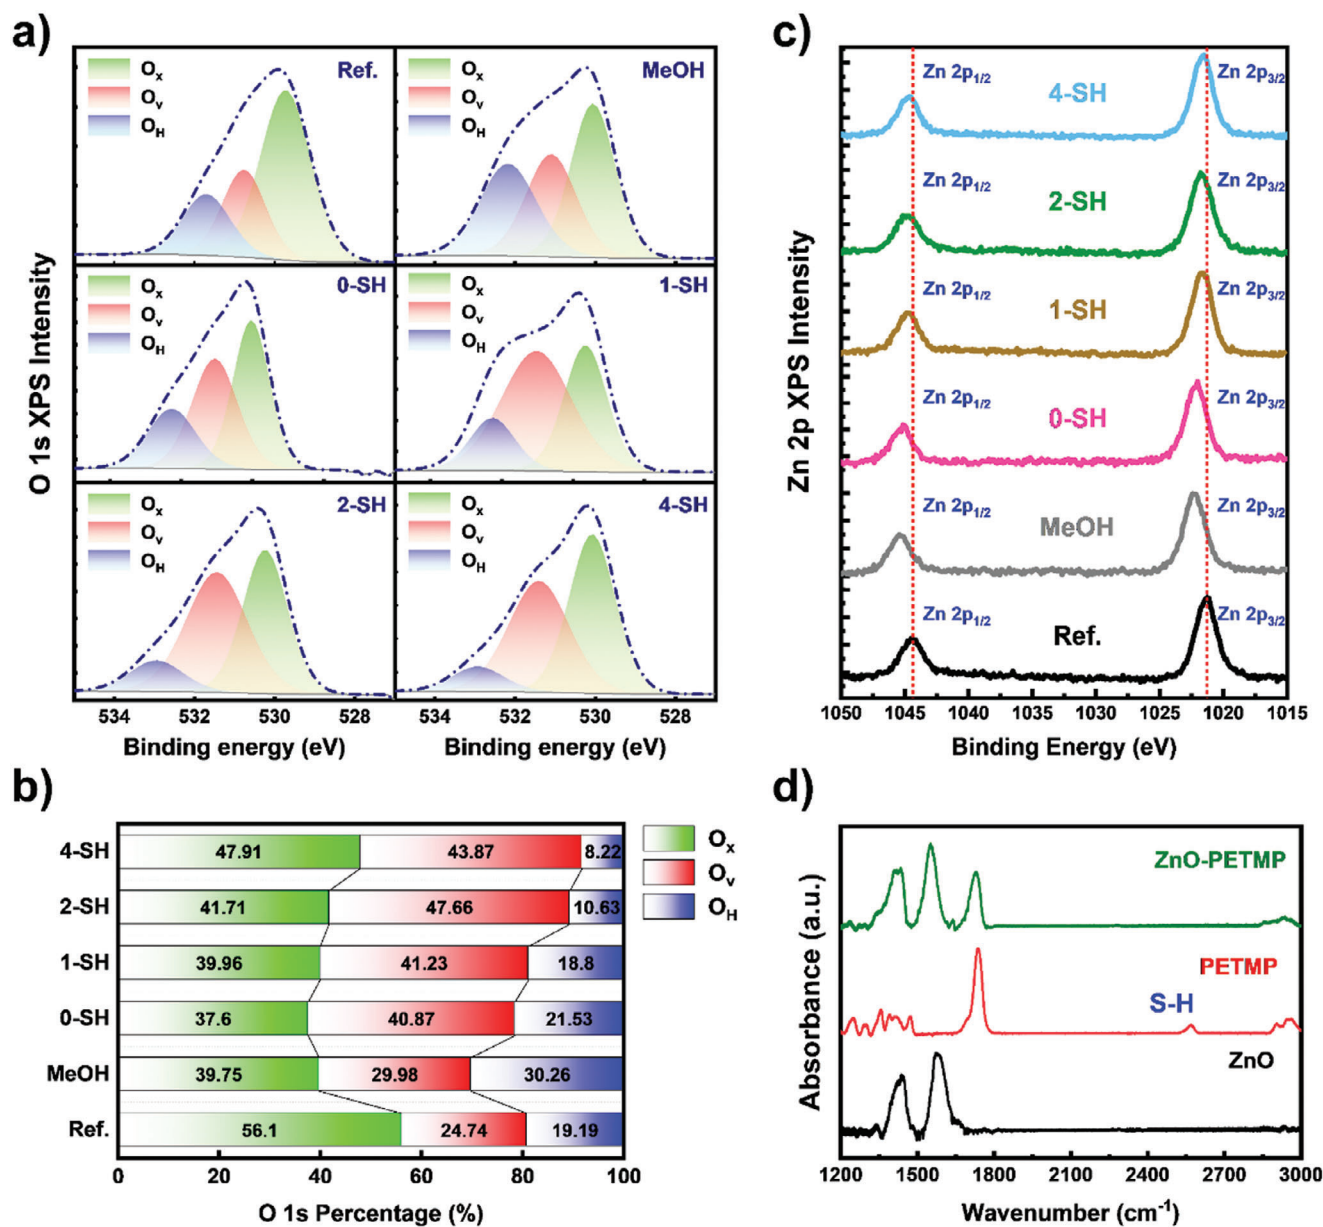 a)
O 1s XPS Intensity
Ox
Ov
OH
Ref.
Ox
Ov
OH
MeOH
Ox
Ov
OH
0-SH
Ox
Ov
OH
1-SH
Ox
Ov
OH
2-SH
Ox
Ov
OH
4-SH
534 532 530 528 534 532 530 528
Binding energy (eV) Binding energy (eV)
b)
4-SH 47.91 43.87 8.22
2-SH 41.71 47.66 10.63
1-SH 39.96 41.23 18.8
0-SH 37.6 40.87 21.53
MeOH 39.75 29.98 30.26
Ref. 56.1 24.74 19.19
0 20 40 60 80 100
O 1s Percentage (%)
Ox
Ov
OH
c)
Zn 2p XPS Intensity
Zn 2p1/2 4-SH Zn 2p3/2
Zn 2p1/2 2-SH Zn 2p3/2
Zn 2p1/2 1-SH Zn 2p3/2
Zn 2p1/2 0-SH Zn 2p3/2
Zn 2p1/2 MeOH Zn 2p3/2
Zn 2p1/2 Ref. Zn 2p3/2
1050 1045 1040 1035 1030 1025 1020 1015
Binding Energy (eV)
d)
Absorbance (a.u.)
ZnO-PETMP
PETMP
S-H
ZnO
1200 1500 1800 2100 2400 2700 3000
Wavenumber (cm-1)